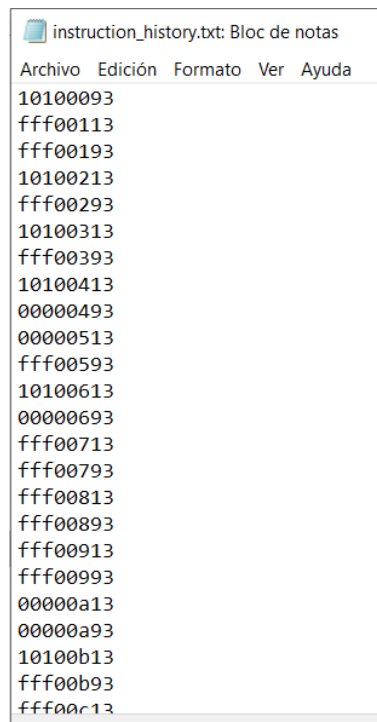 instruction_history.txt: Bloc de notas
Archivo Edición Formato Ver Ayuda
10100093
fff00113
fff00193
10100213
fff00293
10100313
fff00393
10100413
00000493
00000513
fff00593
10100613
00000693
fff00713
fff00793
fff00813
fff00893
fff00913
fff00993
00000a13
00000a93
10100b13
fff00b93
fff00c13